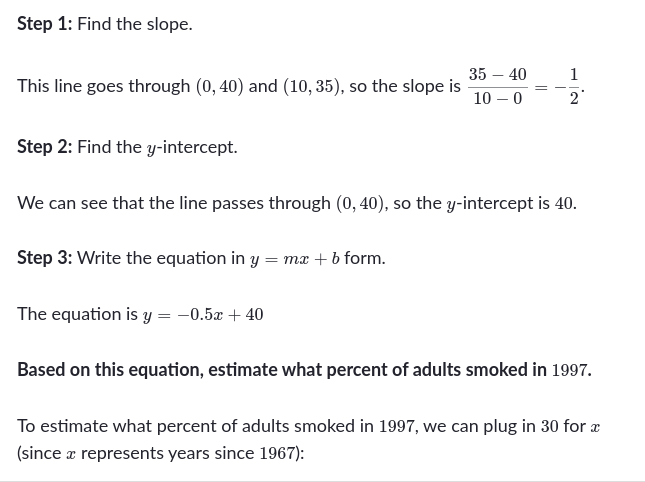 Step 1: Find the slope.
This line goes through (0, 40) and (10, 35), so the slope is \frac{35 - 40}{10 - 0} = -\frac{1}{2}.
Step 2: Find the y-intercept.
We can see that the line passes through (0, 40), so the y-intercept is 40.
Step 3: Write the equation in y = mx + b form.
The equation is y = −0.5x + 40
Based on this equation, estimate what percent of adults smoked in 1997.
To estimate what percent of adults smoked in 1997, we can plug in 30 for x
(since x represents years since 1967):